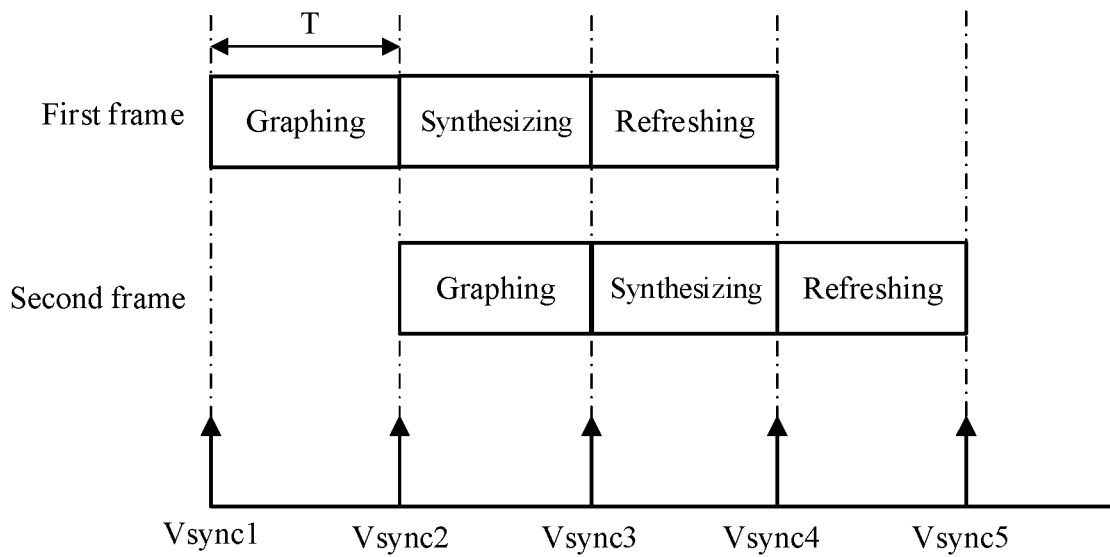 T
First frame
Graphing
Synthesizing
Refreshing
Second frame
Graphing
Synthesizing
Refreshing
Vsync1
Vsync2
Vsync3
Vsync4
Vsync5